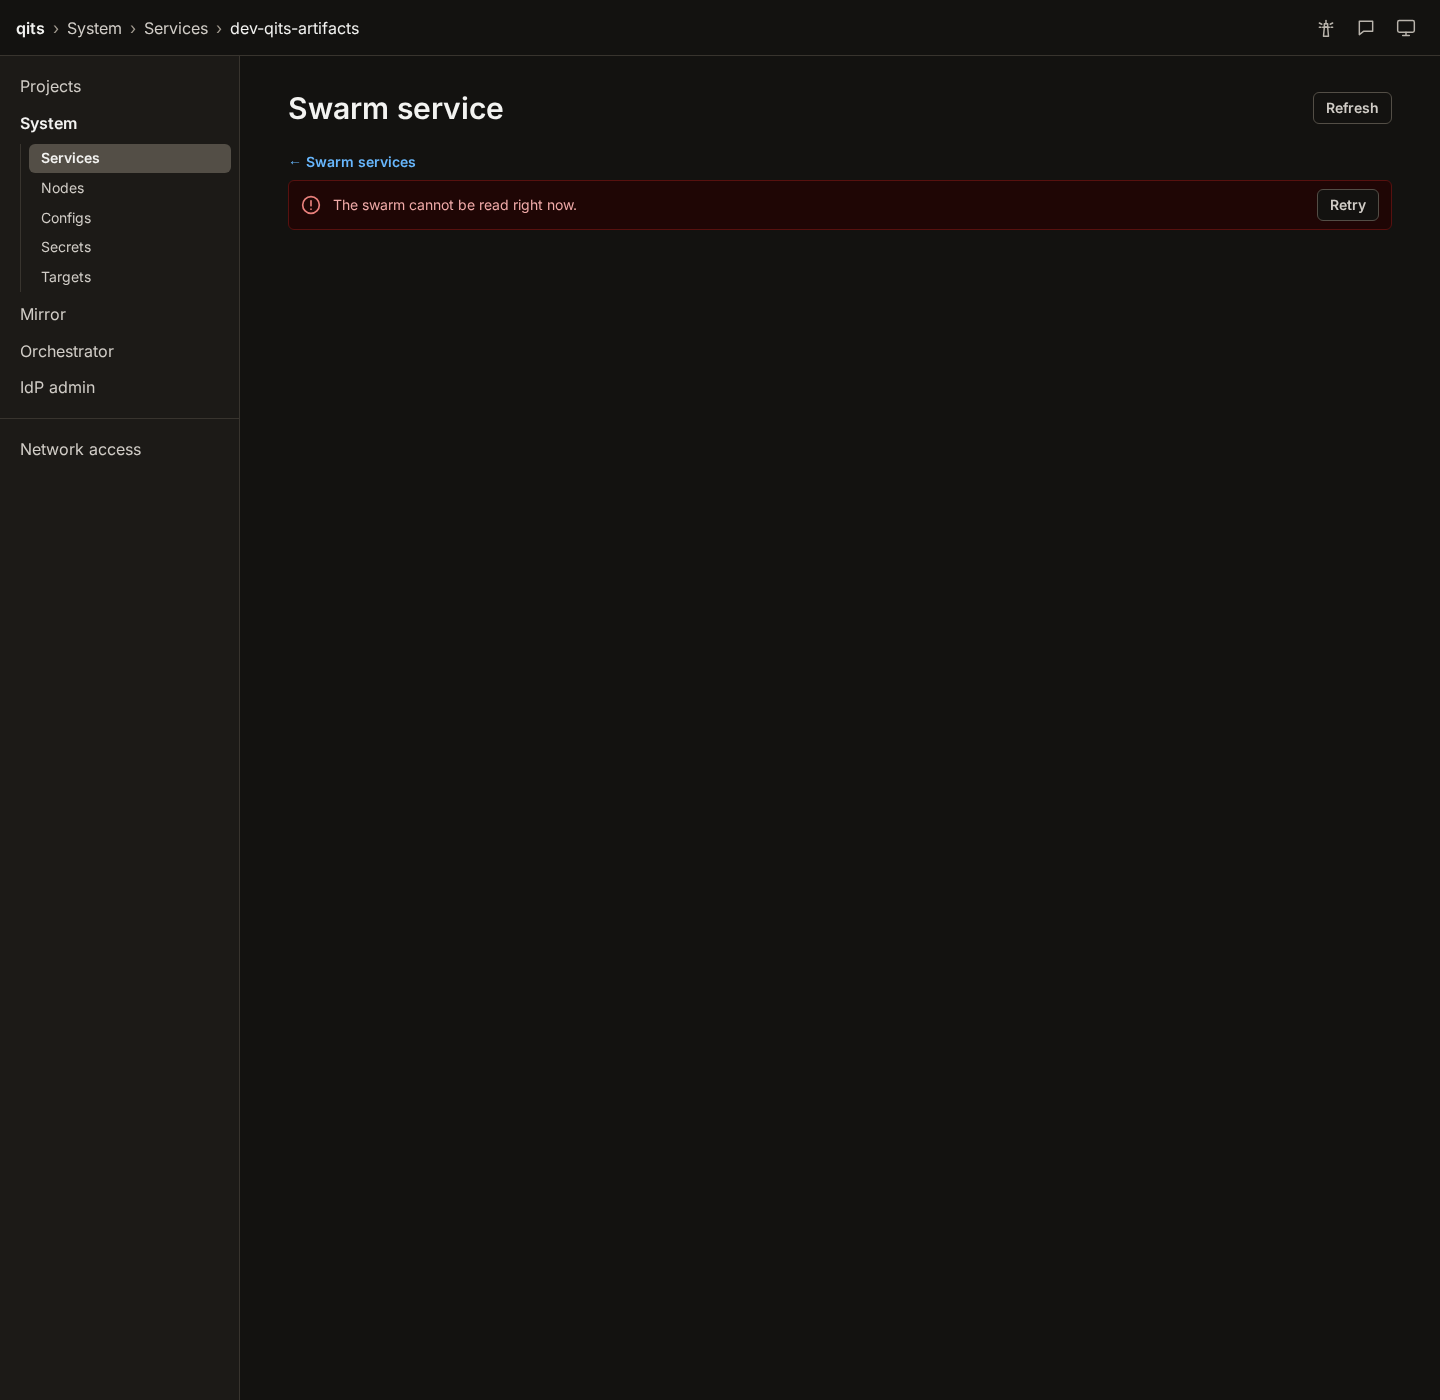 qits › System › Services › dev-qits-artifacts
Projects
System
Services
Nodes
Configs
Secrets
Targets
Mirror
Orchestrator
IdP admin
Network access
Swarm service
Refresh
← Swarm services
The swarm cannot be read right now.
Retry